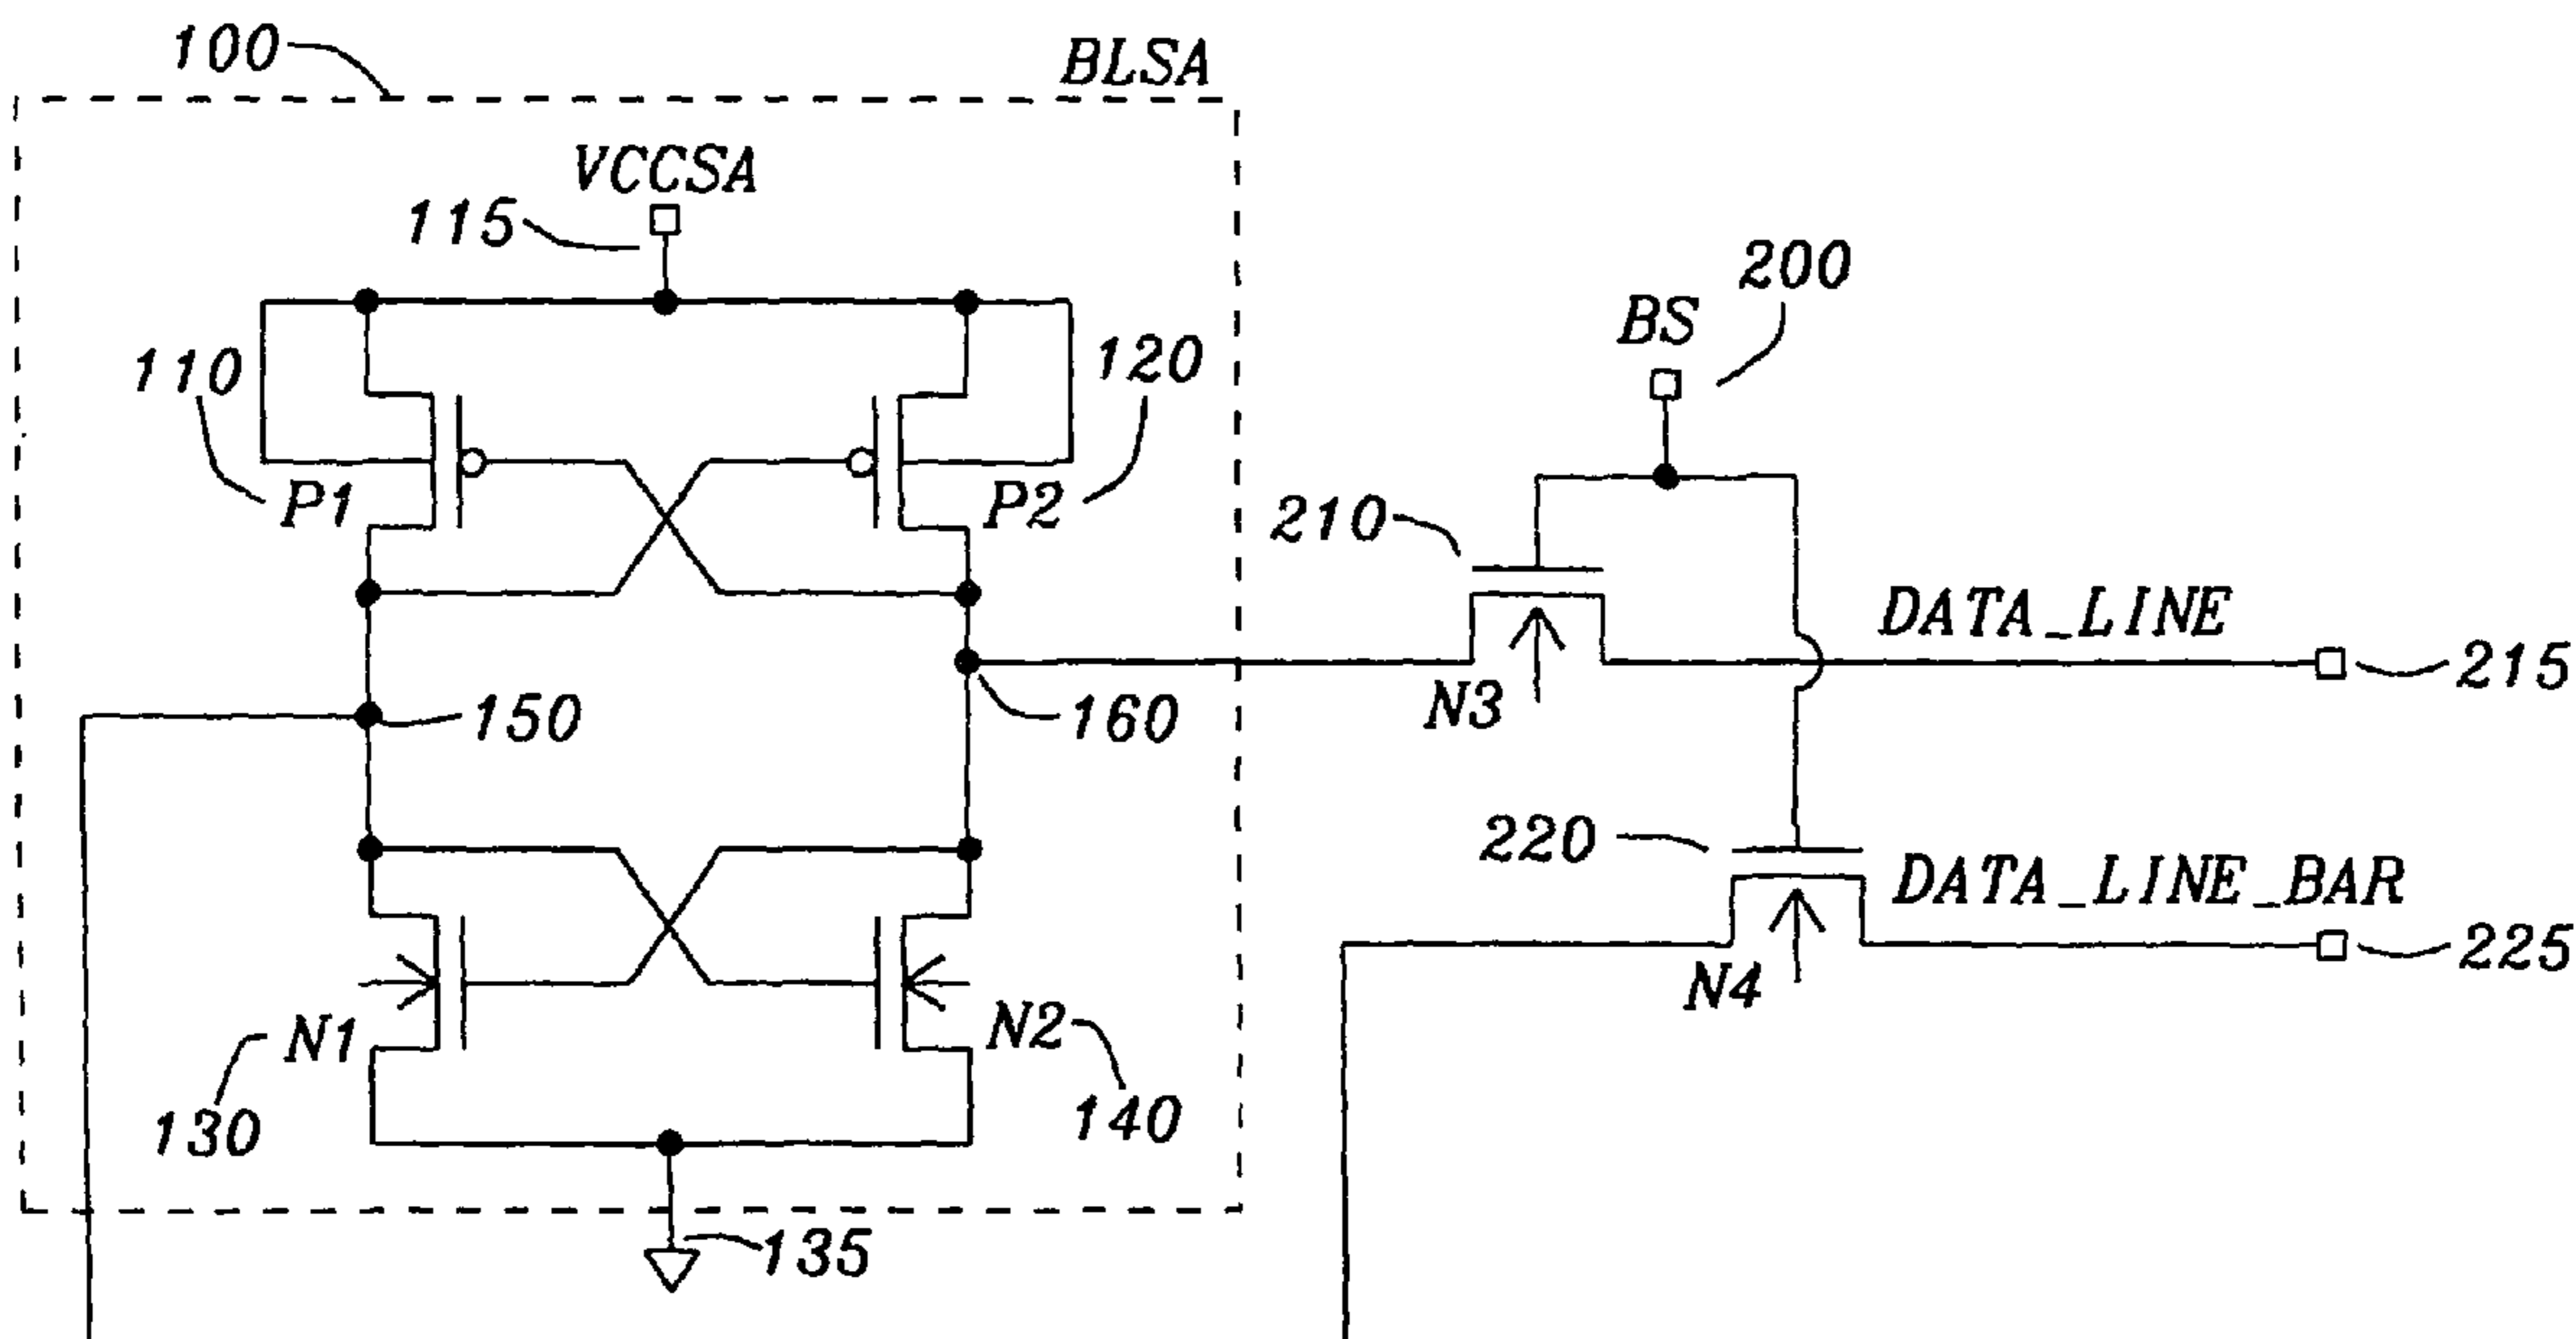 100
BLSA
VCCSA
115
110
120
P1
P2
200
BS
210
DATA_LINE
215
N3
150
160
220
DATA_LINE_BAR
225
N4
N1
N2
130
140
135